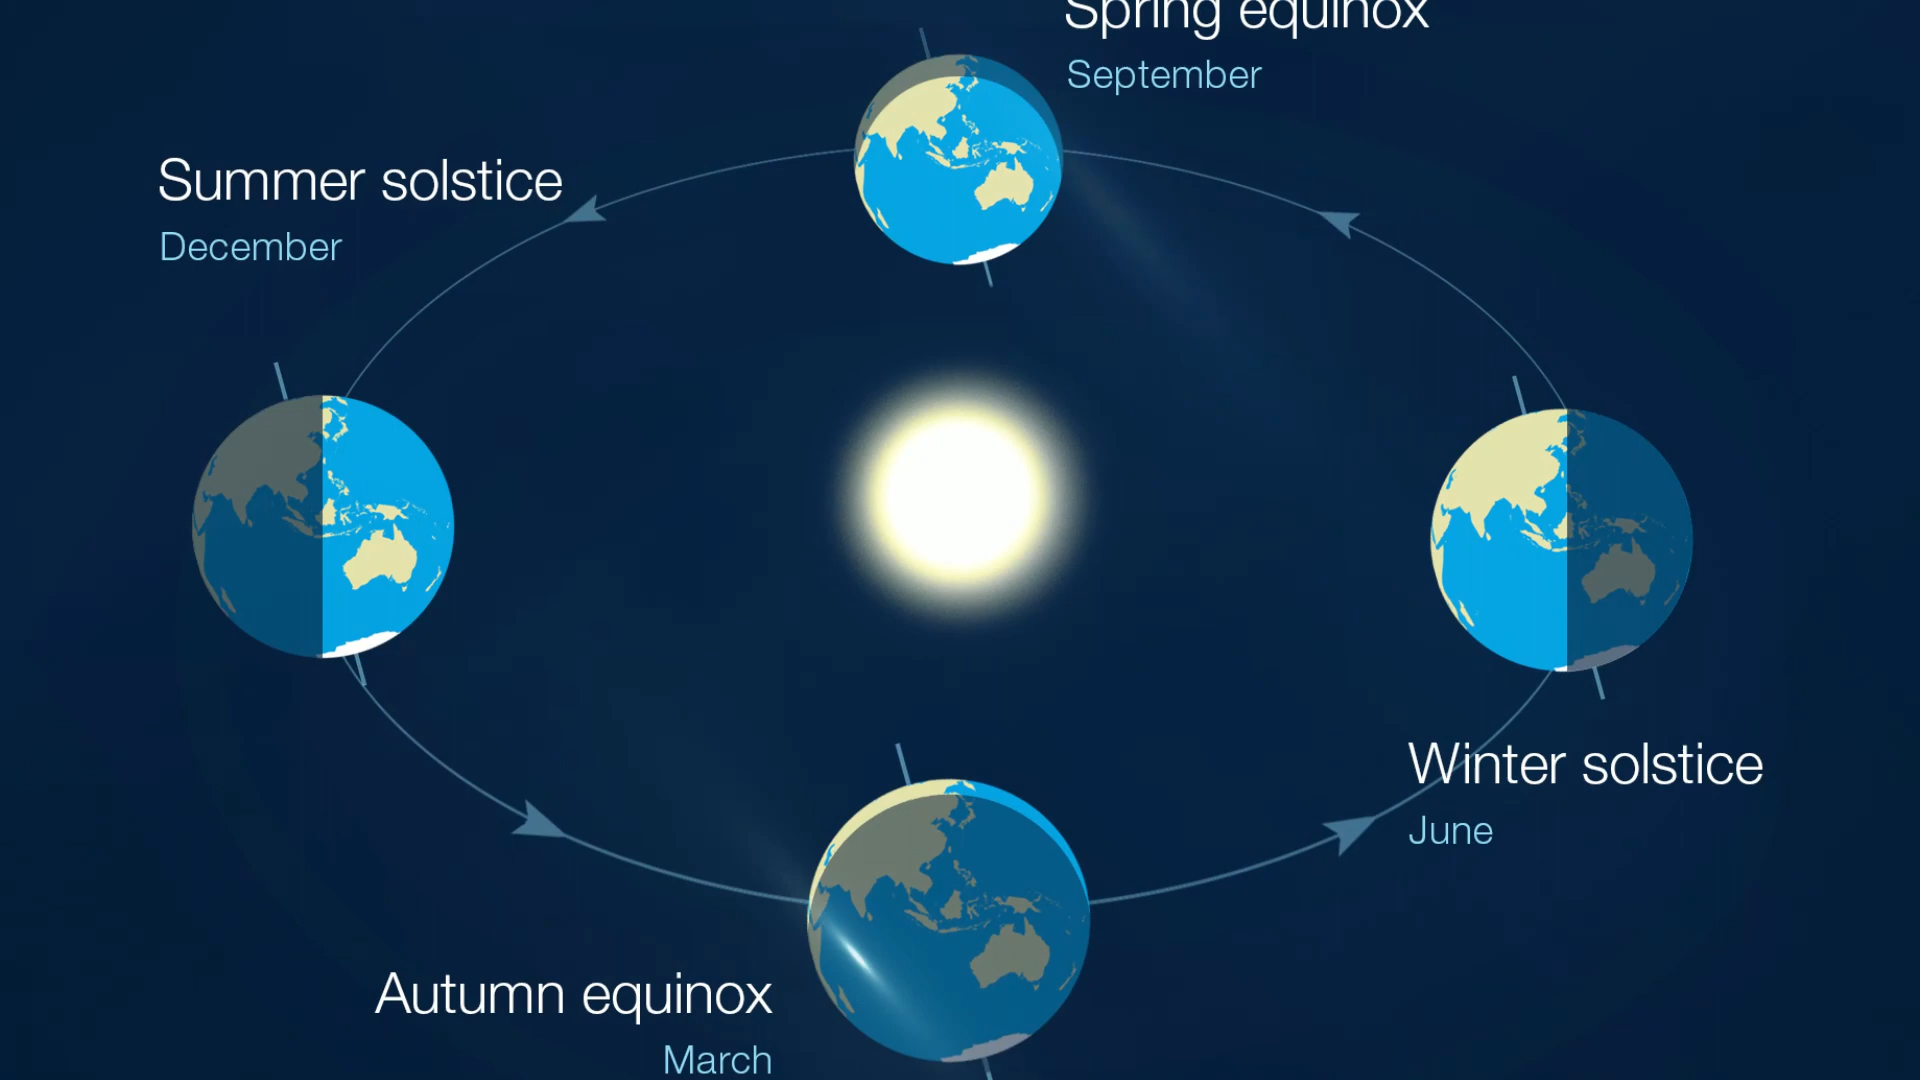 Spring equinox
September
Summer solstice
December
Winter solstice
June
Autumn equinox
March